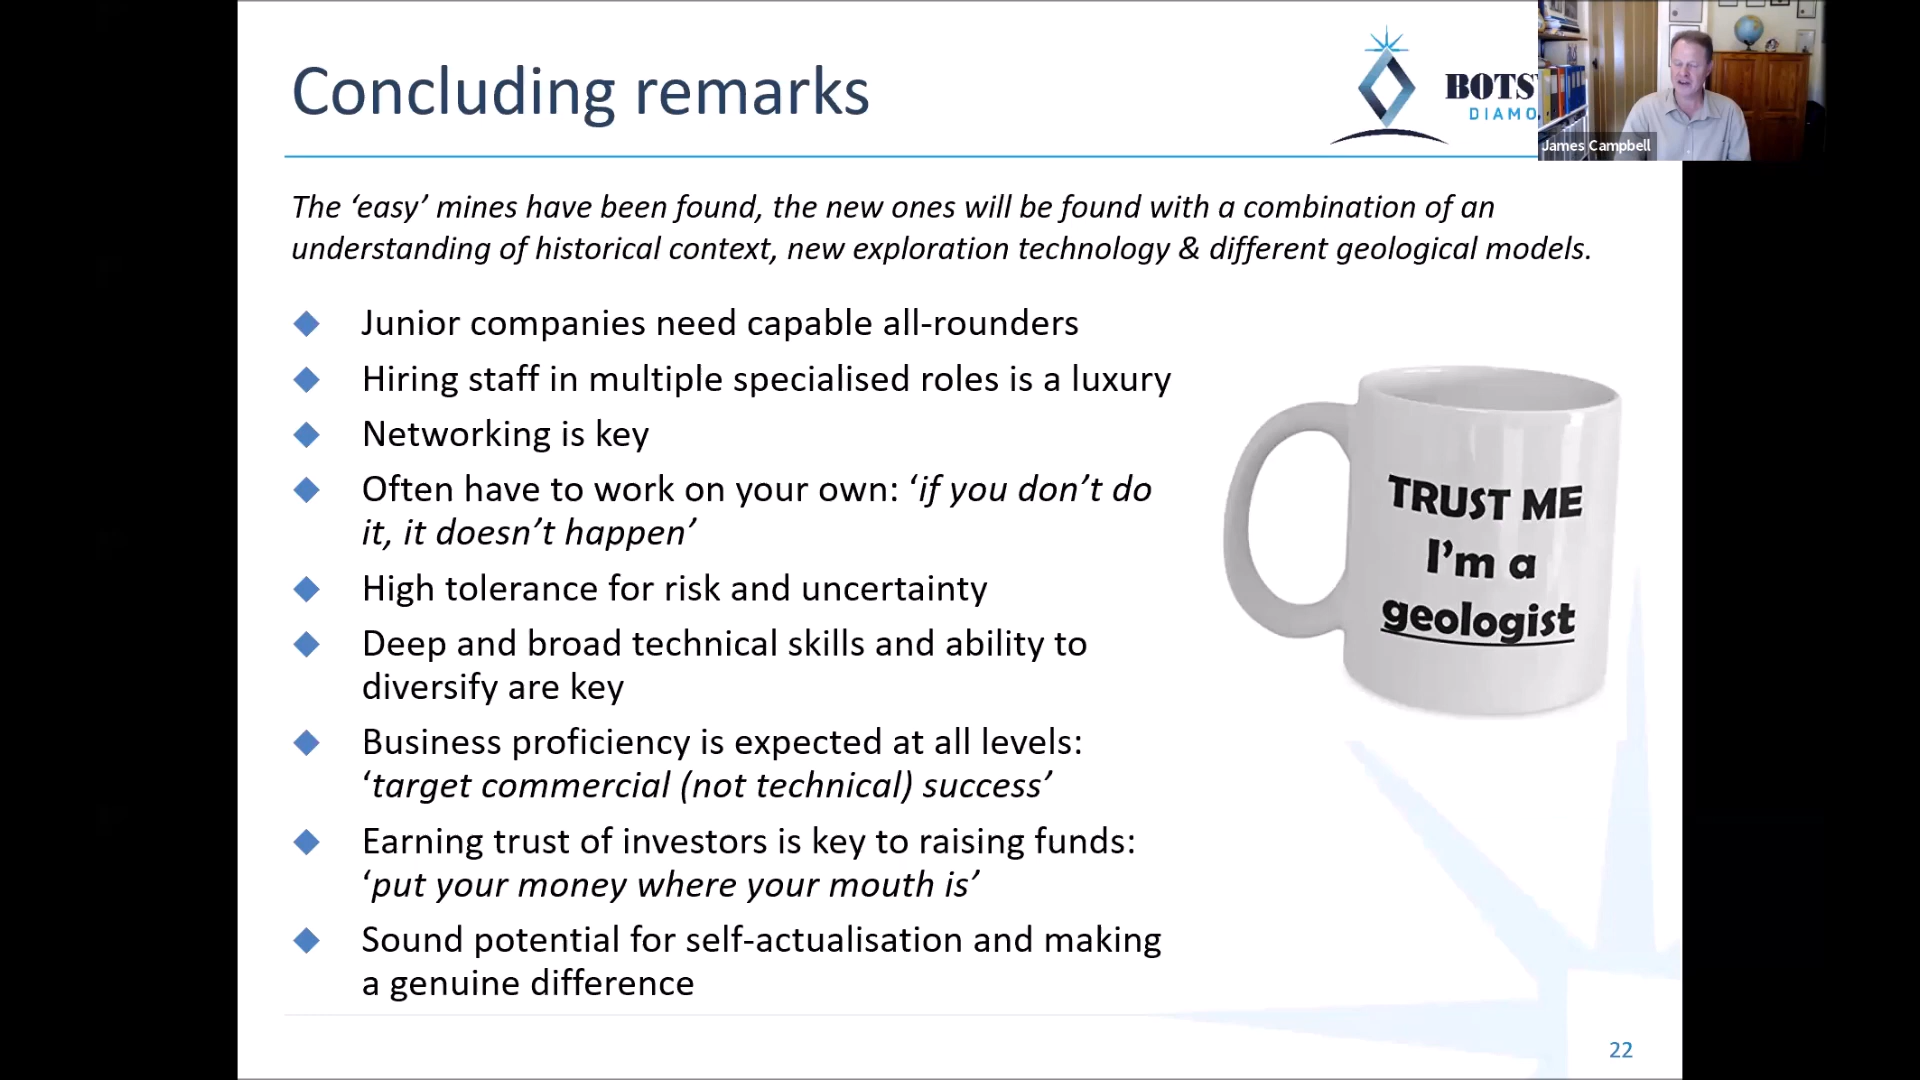 Concluding remarks
BOTS
DIAMO
James Campbell
The ‘easy’ mines have been found, the new ones will be found with a combination of an
understanding of historical context, new exploration technology & different geological models.
Junior companies need capable all-rounders
Hiring staff in multiple specialised roles is a luxury
Networking is key
Often have to work on your own: ‘if you don’t do
it, it doesn’t happen’
High tolerance for risk and uncertainty
Deep and broad technical skills and ability to
diversify are key
Business proficiency is expected at all levels:
‘target commercial (not technical) success’
Earning trust of investors is key to raising funds:
‘put your money where your mouth is’
Sound potential for self-actualisation and making
a genuine difference
TRUST ME
I’m a
geologist
22